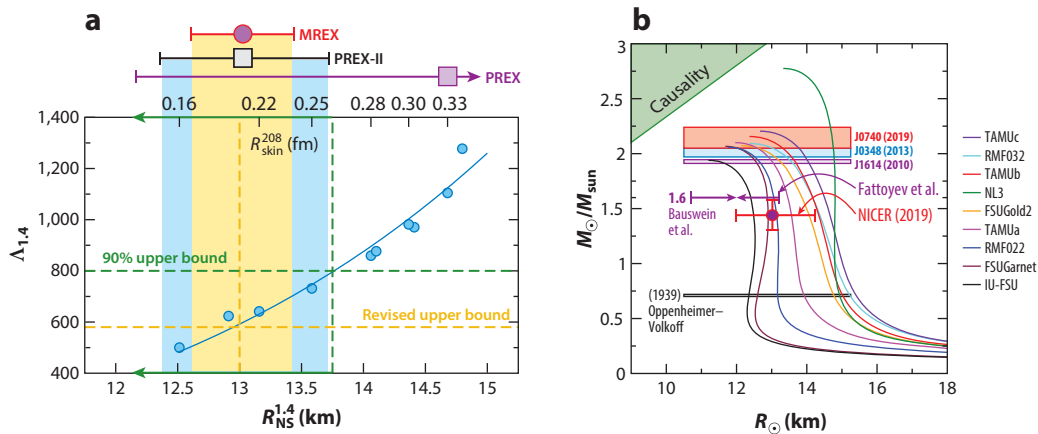 a
MREX
PREX-II
PREX
0.16 0.22 0.25 0.28 0.30 0.33
R²⁰⁸skin (fm)
1,400
1,200
1,000
800
600
400
Λ1.4
90% upper bound
Revised upper bound
12 12.5 13 13.5 14 14.5 15
R¹·⁴NS (km)
b
3
2.5
2
1.5
1
0.5
0
M⊙/Msun
Causality
J0740 (2019)
J0348 (2013)
J1614 (2010)
Fattoyev et al.
1.6
Bauswein
et al.
NICER (2019)
(1939)
Oppenheimer–
Volkoff
10 12 14 16 18
R⊙ (km)
TAMUc
RMF032
TAMUb
NL3
FSUGold2
TAMUa
RMF022
FSUGarnet
IU-FSU